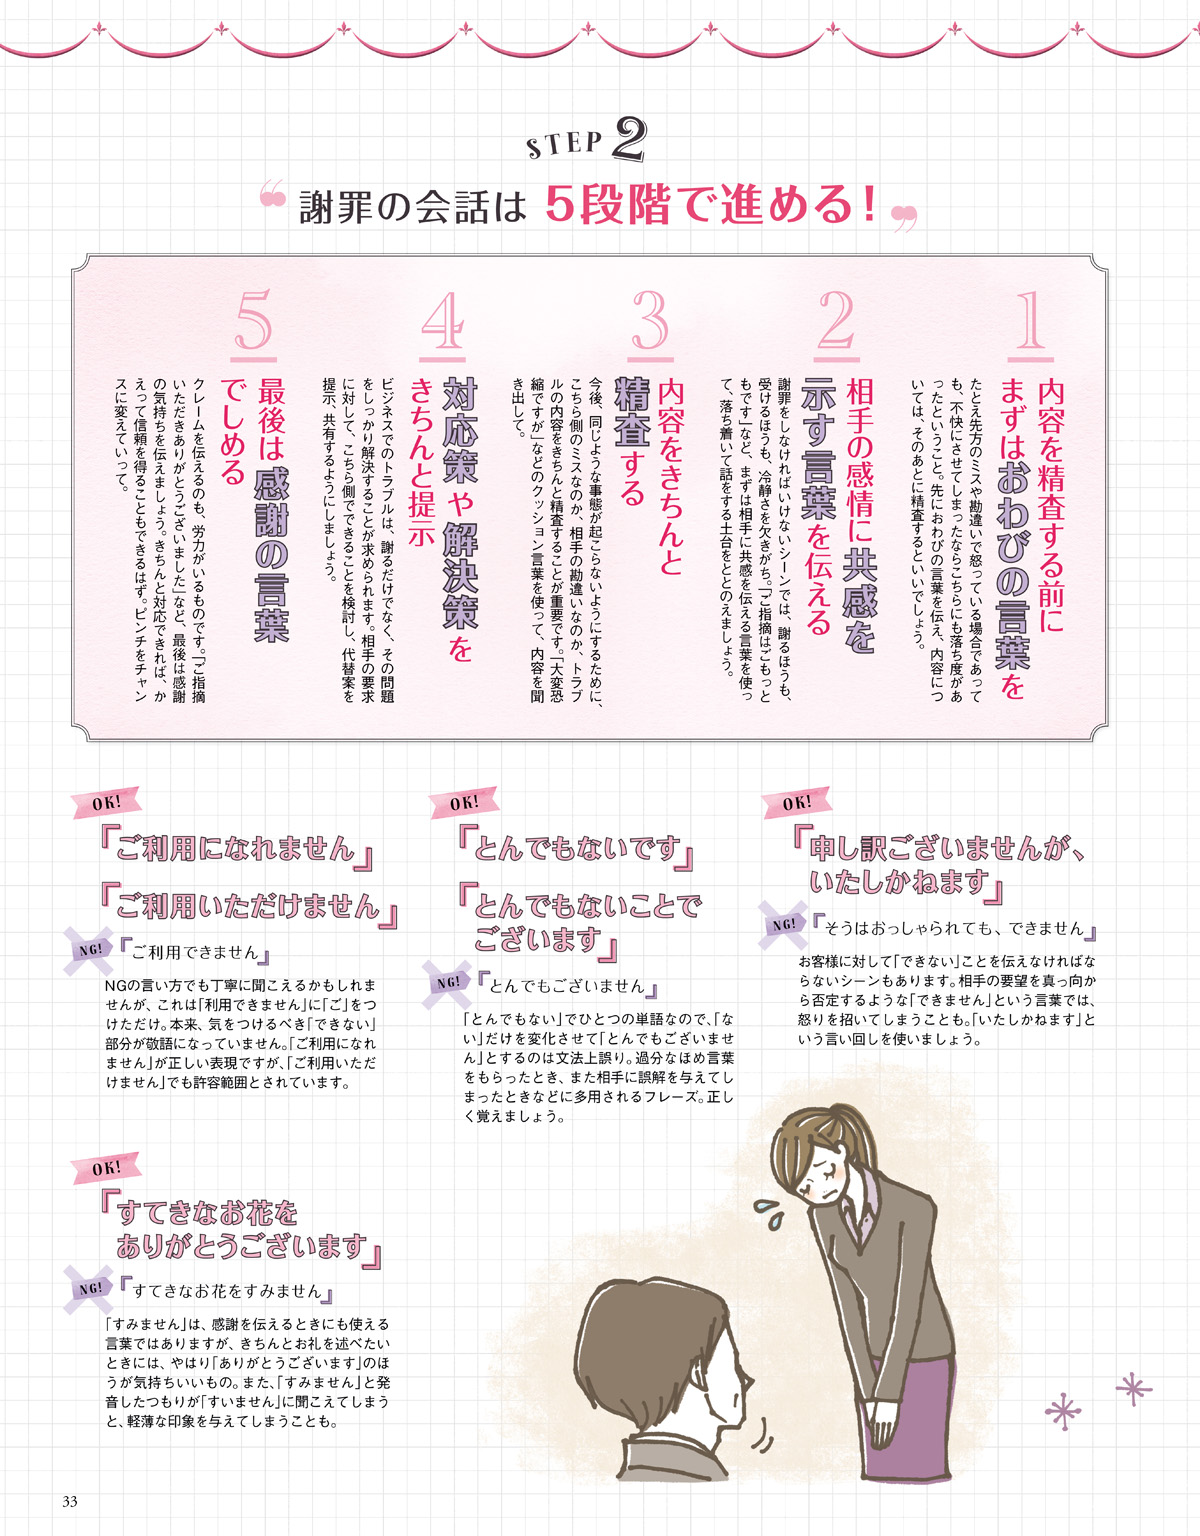 STEP 2
“謝罪の会話は 5段階で進める！”
1
内容を精査する前に
まずはおわびの言葉を
たとえ先方のミスや勘違いで怒っている場合であって
も、不快にさせてしまったならこちらにも落ち度があ
ったということ。先におわびの言葉を伝え、内容につ
いては、そのあとに精査するといいでしょう。
2
相手の感情に共感を
示す言葉を伝える
謝罪をしなければいけないシーンでは、謝るほうも、
受けるほうも、冷静さを欠きがち。「ご指摘はごもっと
もです」など、まずは相手に共感を伝える言葉を使っ
て、落ち着いて話をする土台をととのえましょう。
3
内容をきちんと
精査する
今後、同じような事態が起こらないようにするために、
こちら側のミスなのか、相手の勘違いなのか、トラブ
ルの内容をきちんと精査することが重要です。「大変恐
縮ですが」などのクッション言葉を使って、内容を聞
き出して。
4
対応策や解決策を
きちんと提示
ビジネスでのトラブルは、謝るだけでなく、その問題
をしっかり解決することが求められます。相手の要求
に対して、こちら側でできることを検討し、代替案を
提示、共有するようにしましょう。
5
最後は感謝の言葉
でしめる
クレームを伝えるのも、労力がいるものです。「ご指摘
いただきありがとうございました」など、最後は感謝
の気持ちを伝えましょう。きちんと対応できれば、か
えって信頼を得ることもできるはず。ピンチをチャン
スに変えていって。
OK!
『申し訳ございませんが、
いたしかねます』
NG!『そうはおっしゃられても、できません』
お客様に対して「できない」ことを伝えなければな
らないシーンもあります。相手の要望を真っ向か
ら否定するような「できません」という言葉では、
怒りを招いてしまうことも。「いたしかねます」と
いう言い回しを使いましょう。
OK!
『とんでもないです』
『とんでもないことで
ございます』
NG!『とんでもございません』
「とんでもない」でひとつの単語なので、「な
い」だけを変化させて「とんでもございませ
ん」とするのは文法上誤り。過分なほめ言葉
をもらったとき、また相手に誤解を与えてし
まったときなどに多用されるフレーズ。正し
く覚えましょう。
OK!
『ご利用になれません』
『ご利用いただけません』
NG!『ご利用できません』
NGの言い方でも丁寧に聞こえるかもしれま
せんが、これは「利用できません」に「ご」をつ
けただけ。本来、気をつけるべき「できない」
部分が敬語になっていません。「ご利用になれ
ません」が正しい表現ですが、「ご利用いただ
けません」でも許容範囲とされています。
OK!
『すてきなお花を
ありがとうございます』
NG!『すてきなお花をすみません』
「すみません」は、感謝を伝えるときにも使える
言葉ではありますが、きちんとお礼を述べたい
ときには、やはり「ありがとうございます」のほ
うが気持ちいいもの。また、「すみません」と発
音したつもりが「すいません」に聞こえてしまう
と、軽薄な印象を与えてしまうことも。
33